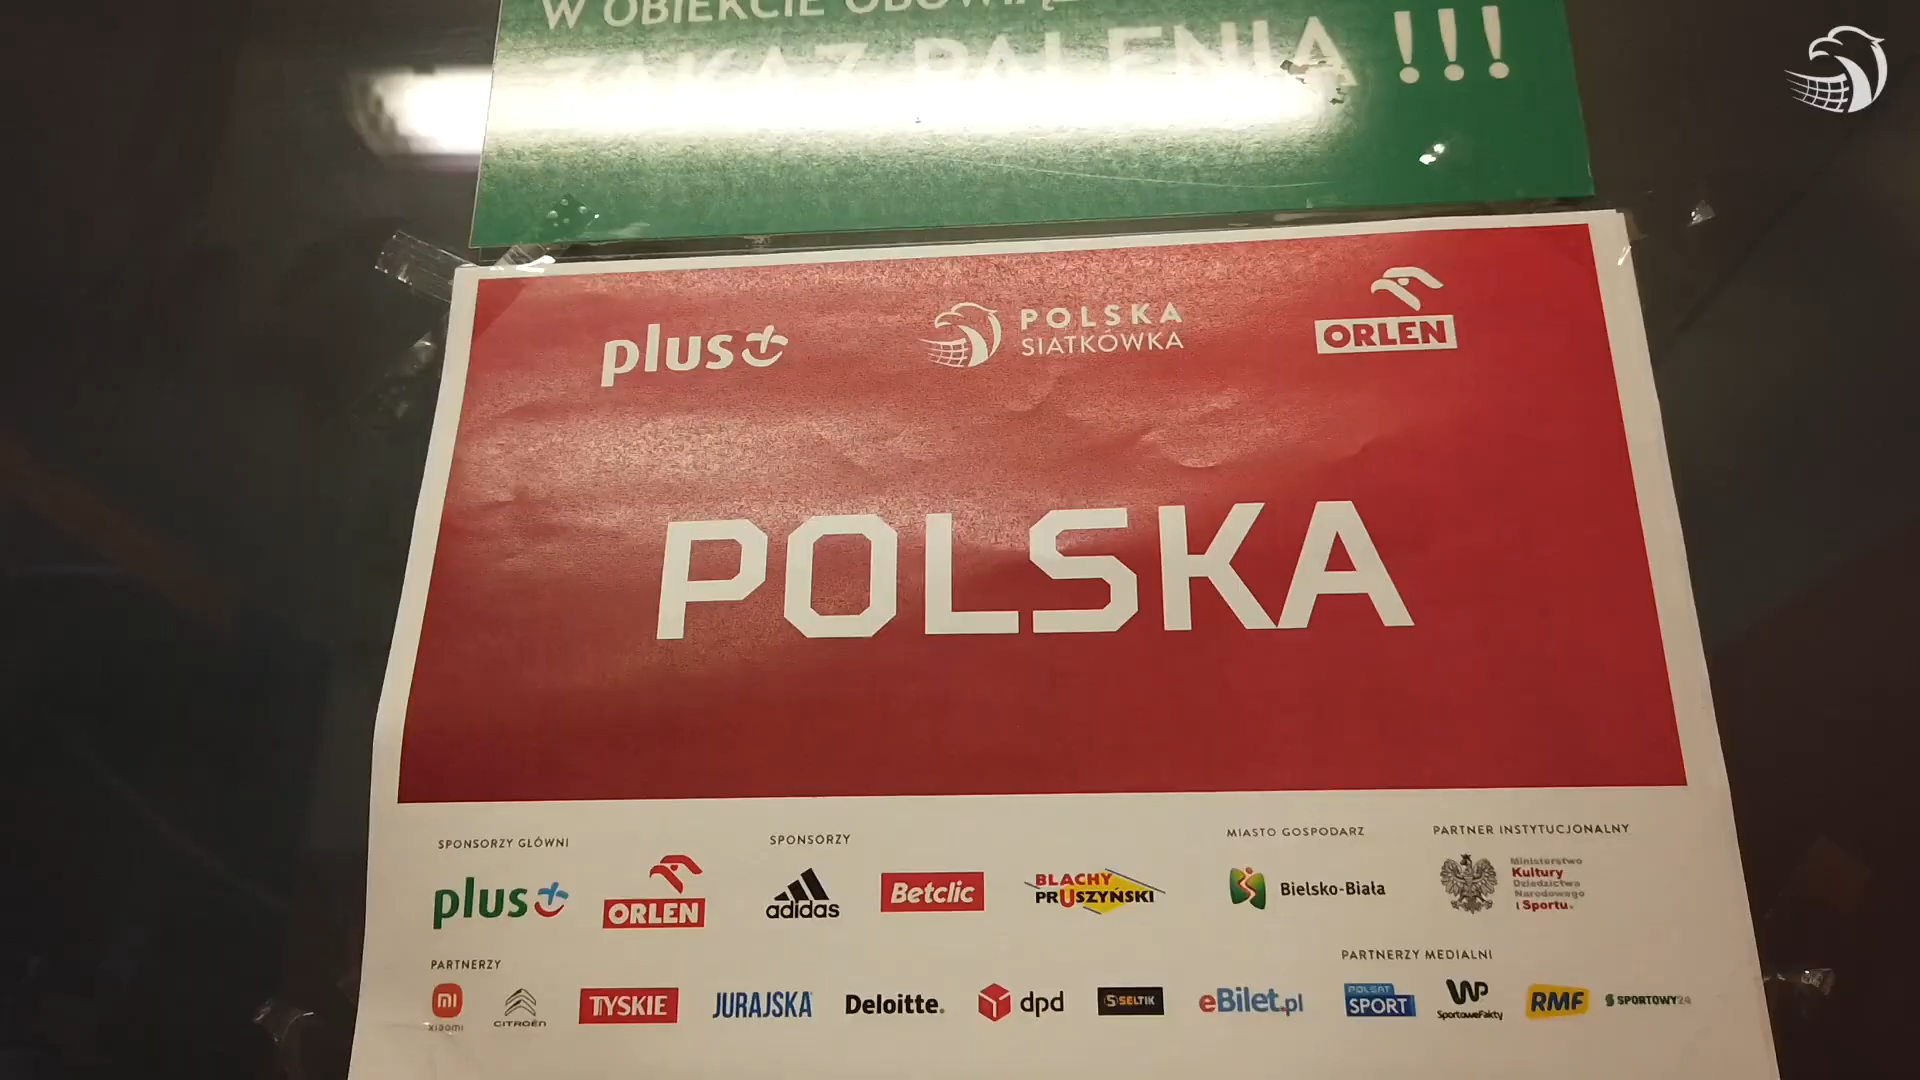 W OBIEKCIE
ZAKAZ PALENIA !!!
plus
POLSKA
SIATKÓWKA
ORLEN
POLSKA
SPONSORZY GŁÓWNI
SPONSORZY
MIASTO GOSPODARZ
PARTNER INSTYTUCJONALNY
plus
ORLEN
adidas
Betclic
BLACHY
PRUSZYŃSKI
Bielsko-Biała
Ministerstwo
Kultury
Dziedzictwa
Narodowego
i Sportu.
PARTNERZY
PARTNERZY MEDIALNI
mi
xiaomi
CITROËN
TYSKIE
JURAJSKA
Deloitte.
dpd
S SELTIK
eBilet.pl
POLSAT
SPORT
WP
SportoweFakty
RMF
SPORTOWY24